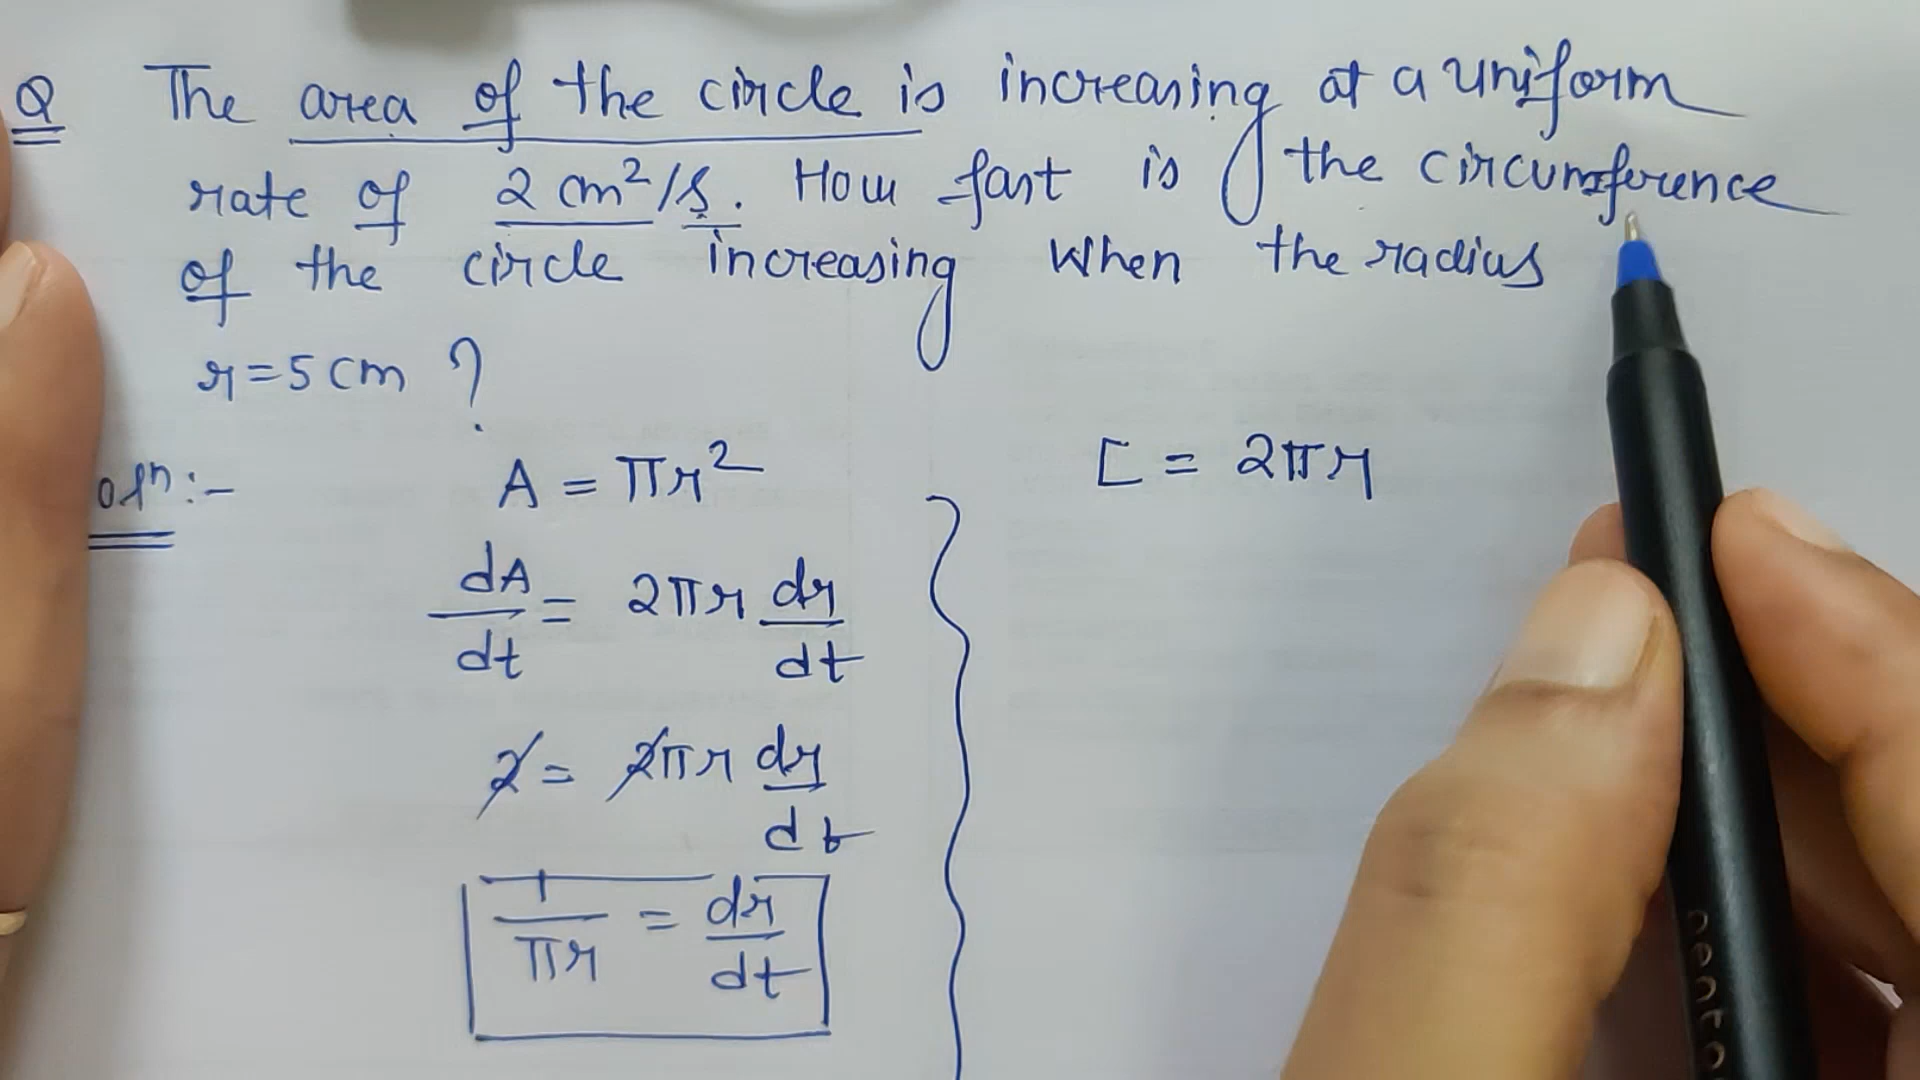 Q The area of the circle is increasing at a uniform
rate of 2 cm²/s. How fast is the circumference
of the circle increasing when the radius
r = 5 cm ?
olⁿ :-
A = πr²
dA/dt = 2πr dr/dt
2 = 2πr dr/dt
1/πr = dr/dt
C = 2πr
pento